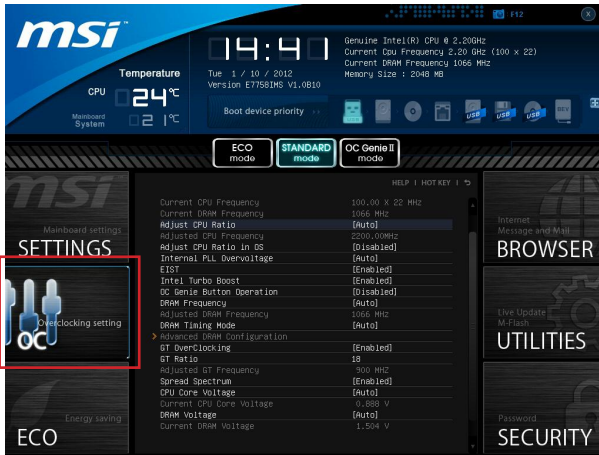 msi
F12
X
14:41
Temperature
Tue 1 / 10 / 2012
Version E7758IMS V1.0B10
CPU 24°C
Mainboard
System 21°C
Genuine Intel(R) CPU @ 2.20GHz
Current Cpu Frequency 2.20 GHz (100 x 22)
Current DRAM Frequency 1066 MHz
Memory Size : 2048 MB
Boot device priority
USB
USB
USB
DEV
ECO
mode
STANDARD
mode
OC Genie II
mode
HELP | HOT KEY |
msi
Mainboard settings
SETTINGS
Overclocking setting
OC
Energy saving
ECO
Current CPU Frequency 100.00 X 22 MHz
Current DRAM Frequency 1066 MHz
Adjust CPU Ratio [Auto]
Adjusted CPU Frequency 2200.00MHz
Adjust CPU Ratio in OS [Disabled]
Internal PLL Overvoltage [Auto]
EIST [Enabled]
Intel Turbo Boost [Enabled]
OC Genie Button Operation [Disabled]
DRAM Frequency [Auto]
Adjusted DRAM Frequency 1066 MHz
DRAM Timing Mode [Auto]
> Advanced DRAM Configuration
GT OverClocking [Enabled]
GT Ratio 18
Adjusted GT Frequency 900 MHz
Spread Spectrum [Enabled]
CPU Core Voltage [Auto]
Current CPU Core Voltage 0.888 V
DRAM Voltage [Auto]
Current DRAM Voltage 1.504 V
Internet
Message and Mail
BROWSER
Live Update
M-Flash
UTILITIES
Password
SECURITY